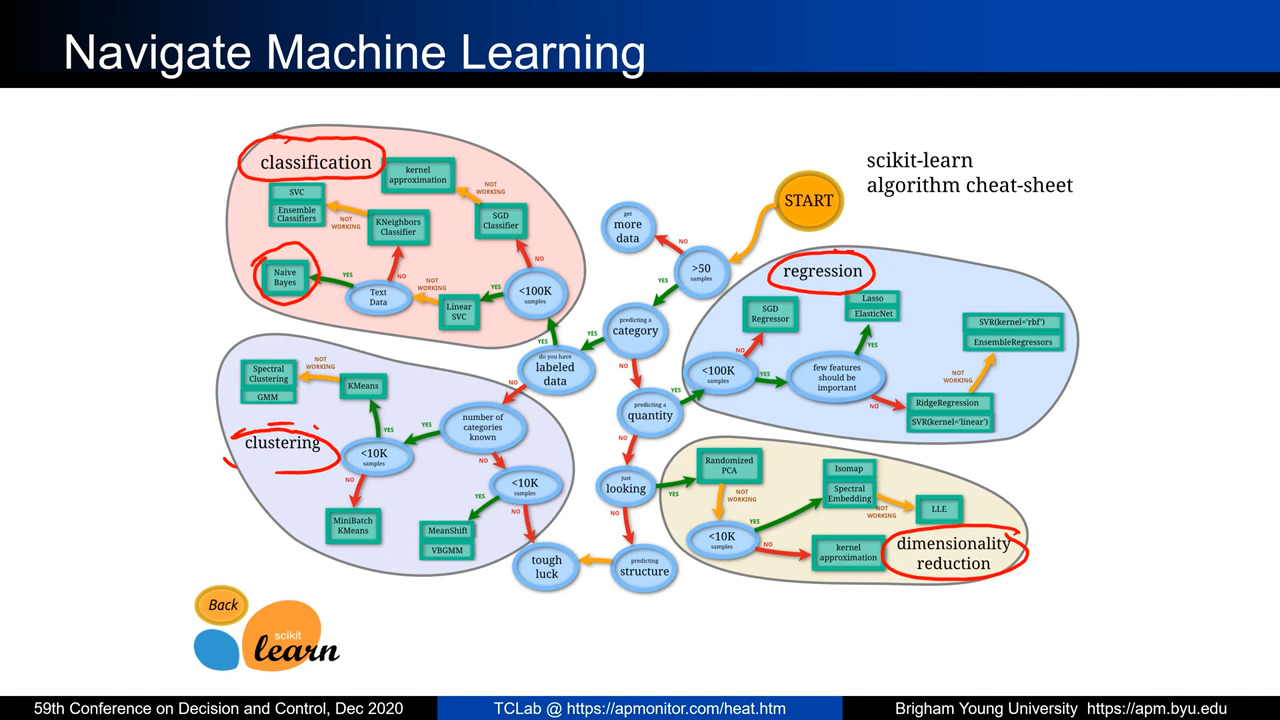 Navigate Machine Learning
scikit-learn
algorithm cheat-sheet
START
get
more
data
NO
>50
samples
YES
predicting a
category
YES
NO
do you have
labeled
data
YES
NO
predicting a
quantity
YES
NO
just
looking
YES
NO
predicting
structure
tough
luck
classification
kernel
approximation
NOT
WORKING
SVC
Ensemble
Classifiers
NOT
WORKING
KNeighbors
Classifier
SGD
Classifier
NO
Naive
Bayes
YES
NO
Text
Data
NOT
WORKING
Linear
SVC
YES
<100K
samples
regression
SGD
Regressor
Lasso
ElasticNet
SVR(kernel='rbf')
EnsembleRegressors
NO
YES
<100K
samples
YES
few features
should be
important
NOT
WORKING
NO
RidgeRegression
SVR(kernel='linear')
clustering
Spectral
Clustering
GMM
NOT
WORKING
KMeans
YES
<10K
samples
YES
number of
categories
known
NO
NO
<10K
samples
YES
NO
MiniBatch
KMeans
MeanShift
VBGMM
dimensionality
reduction
Randomized
PCA
NOT
WORKING
<10K
samples
YES
NO
Isomap
Spectral
Embedding
NOT
WORKING
LLE
kernel
approximation
Back
scikit
learn
59th Conference on Decision and Control, Dec 2020
TCLab @ https://apmonitor.com/heat.htm
Brigham Young University https://apm.byu.edu